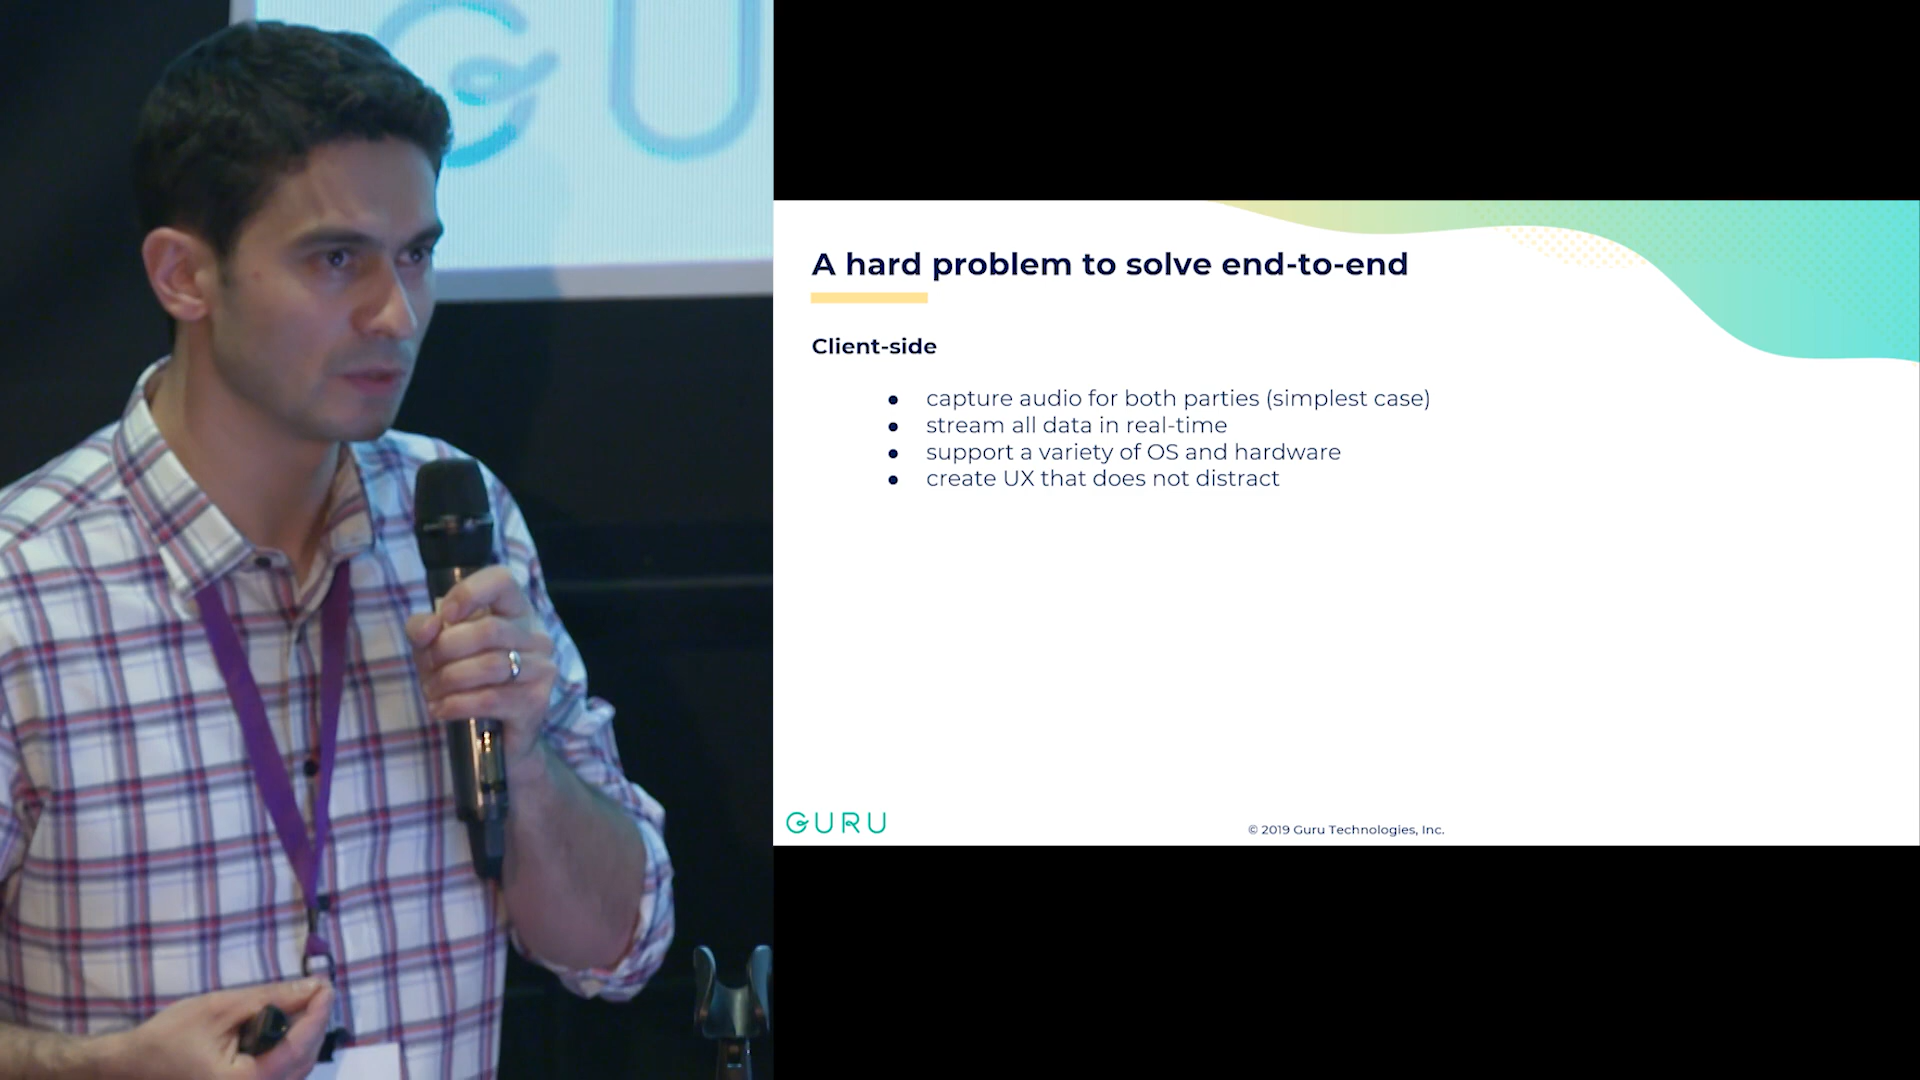 GU
A hard problem to solve end-to-end
Client-side
● capture audio for both parties (simplest case)
● stream all data in real-time
● support a variety of OS and hardware
● create UX that does not distract
GURU
© 2019 Guru Technologies, Inc.